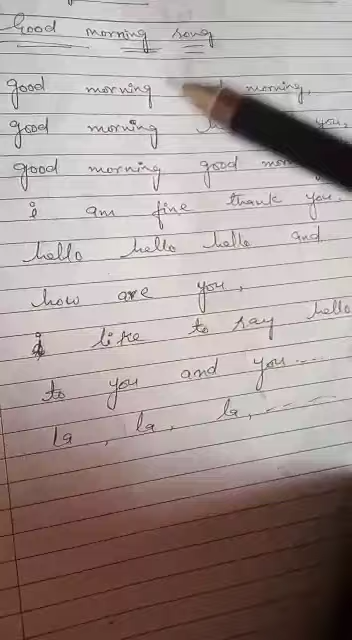 Good morning song
good morning morning,
good morning you,
good morning good
i am fine thank you.
hello hello hello and
how are you,
i like to say hello
to you and you ....
la, la, la, - - -